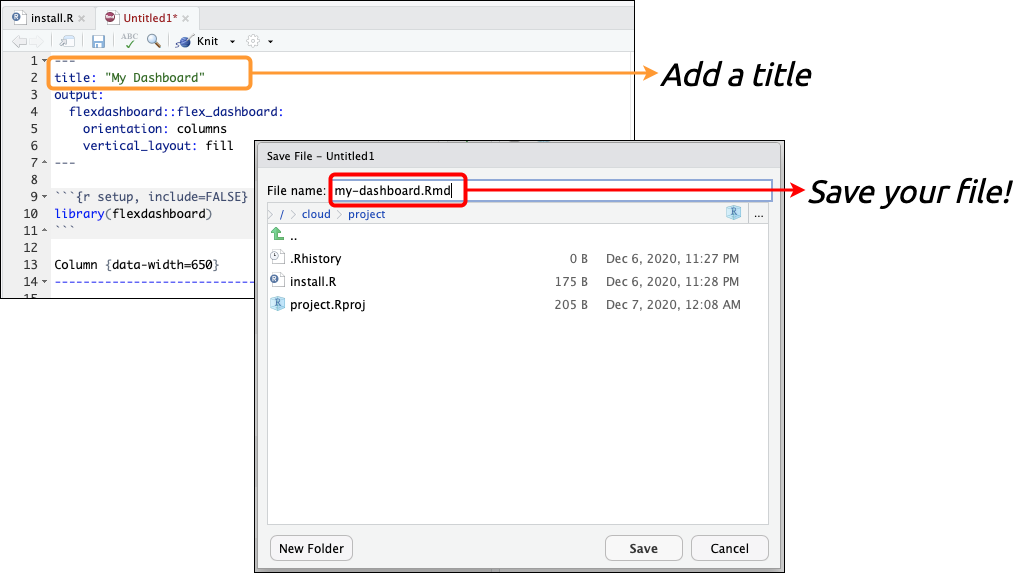 install.R
Untitled1*
ABC
Knit
1 ---
2 title: "My Dashboard"
3 output:
4 flexdashboard::flex_dashboard:
5 orientation: columns
6 vertical_layout: fill
7 ---
8
9 ```{r setup, include=FALSE}
10 library(flexdashboard)
11 ```
12
13 Column {data-width=650}
14 -----------------------------
15
Add a title
Save File - Untitled1
File name: my-dashboard.Rmd
Save your file!
/ cloud project
R
...
..
.Rhistory 0 B Dec 6, 2020, 11:27 PM
install.R 175 B Dec 6, 2020, 11:28 PM
project.Rproj 205 B Dec 7, 2020, 12:08 AM
New Folder
Save
Cancel